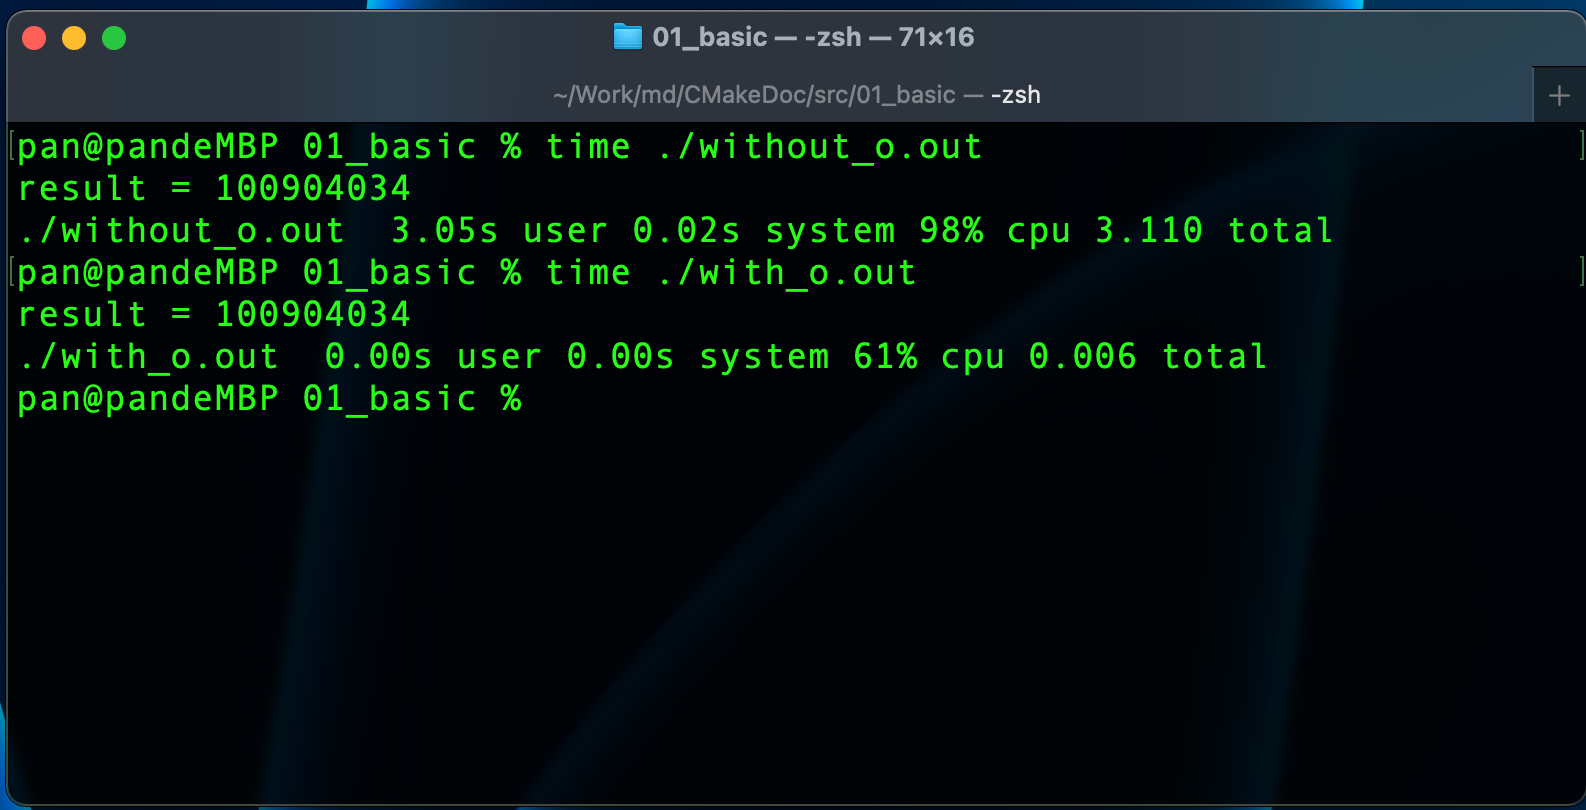 01_basic — -zsh — 71×16
~/Work/md/CMakeDoc/src/01_basic — -zsh
[pan@pandeMBP 01_basic % time ./without_o.out ]
result = 100904034
./without_o.out  3.05s user 0.02s system 98% cpu 3.110 total
[pan@pandeMBP 01_basic % time ./with_o.out ]
result = 100904034
./with_o.out  0.00s user 0.00s system 61% cpu 0.006 total
pan@pandeMBP 01_basic %